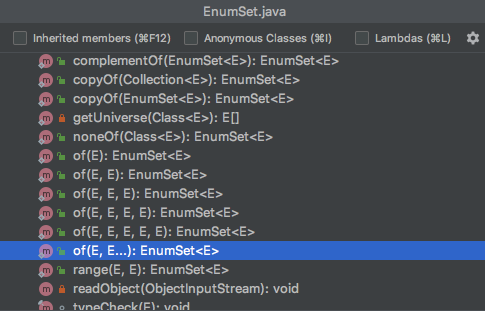 EnumSet.java
Inherited members (⌘F12) Anonymous Classes (⌘I) Lambdas (⌘L)
m complementOf(EnumSet<E>): EnumSet<E>
m copyOf(Collection<E>): EnumSet<E>
m copyOf(EnumSet<E>): EnumSet<E>
m getUniverse(Class<E>): E[]
m noneOf(Class<E>): EnumSet<E>
m of(E): EnumSet<E>
m of(E, E): EnumSet<E>
m of(E, E, E): EnumSet<E>
m of(E, E, E, E): EnumSet<E>
m of(E, E, E, E, E): EnumSet<E>
m of(E, E...): EnumSet<E>
m range(E, E): EnumSet<E>
m readObject(ObjectInputStream): void
m typeCheck(E): void